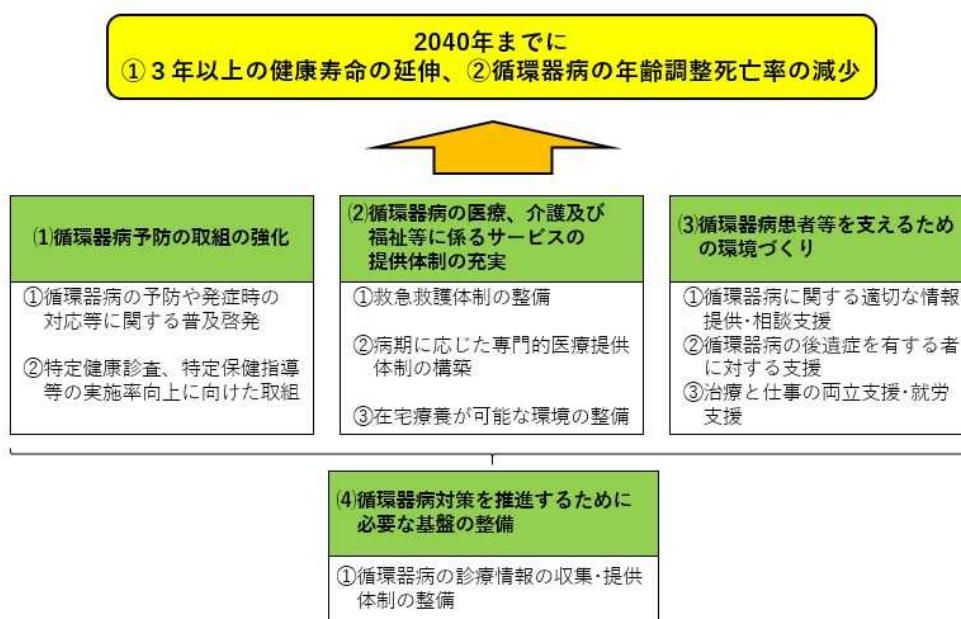 2040年までに
①３年以上の健康寿命の延伸、②循環器病の年齢調整死亡率の減少
⑴循環器病予防の取組の強化
①循環器病の予防や発症時の
対応等に関する普及啓発
②特定健康診査、特定保健指導
等の実施率向上に向けた取組
⑵循環器病の医療、介護及び
福祉等に係るサービスの
提供体制の充実
①救急救護体制の整備
②病期に応じた専門的医療提供
体制の構築
③在宅療養が可能な環境の整備
⑶循環器病患者等を支えるため
の環境づくり
①循環器病に関する適切な情報
提供･相談支援
②循環器病の後遺症を有する者
に対する支援
③治療と仕事の両立支援･就労
支援
⑷循環器病対策を推進するために
必要な基盤の整備
①循環器病の診療情報の収集･提供
体制の整備